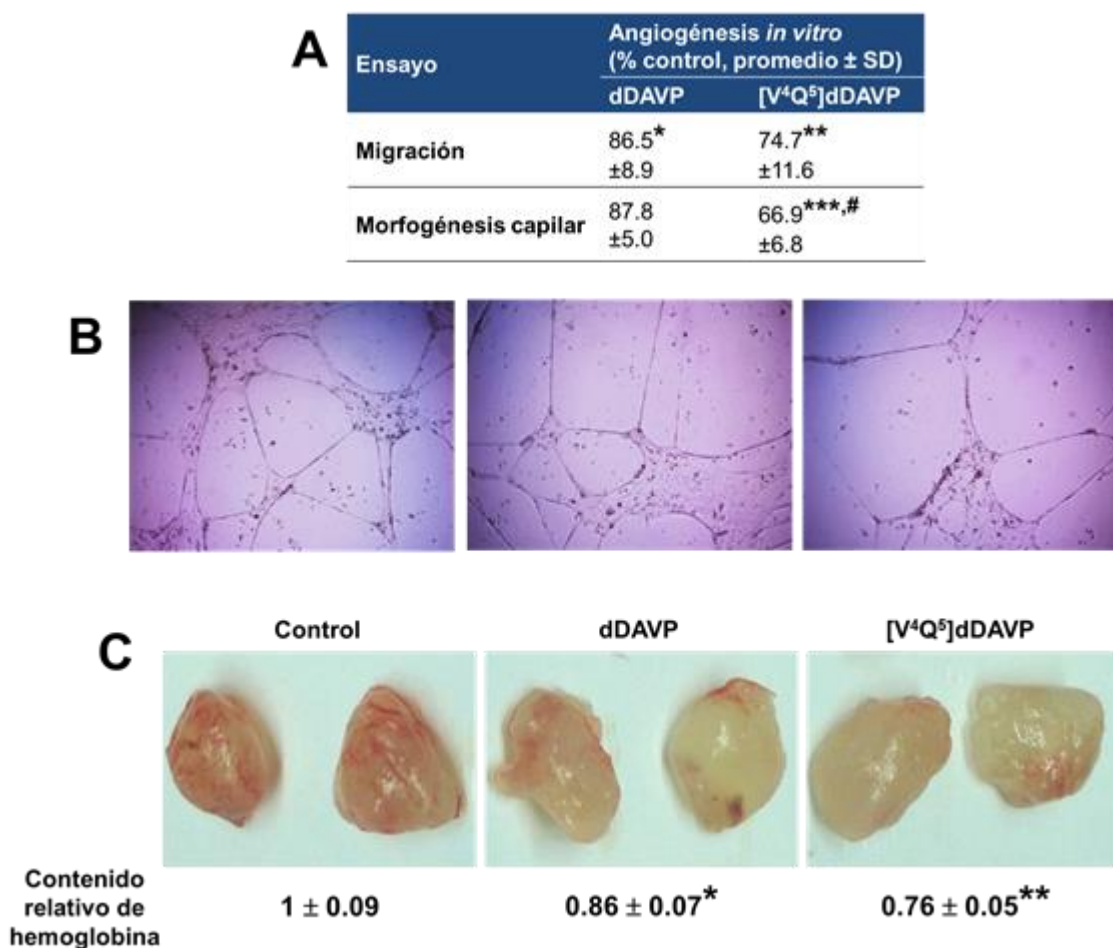 A
Ensayo
Angiogénesis in vitro
(% control, promedio ± SD)
dDAVP
[V⁴Q⁵]dDAVP
Migración
86.5*
±8.9
74.7**
±11.6
Morfogénesis capilar
87.8
±5.0
66.9***,#
±6.8
B
C
Control
dDAVP
[V⁴Q⁵]dDAVP
Contenido
relativo de
hemoglobina
1 ± 0.09
0.86 ± 0.07*
0.76 ± 0.05**